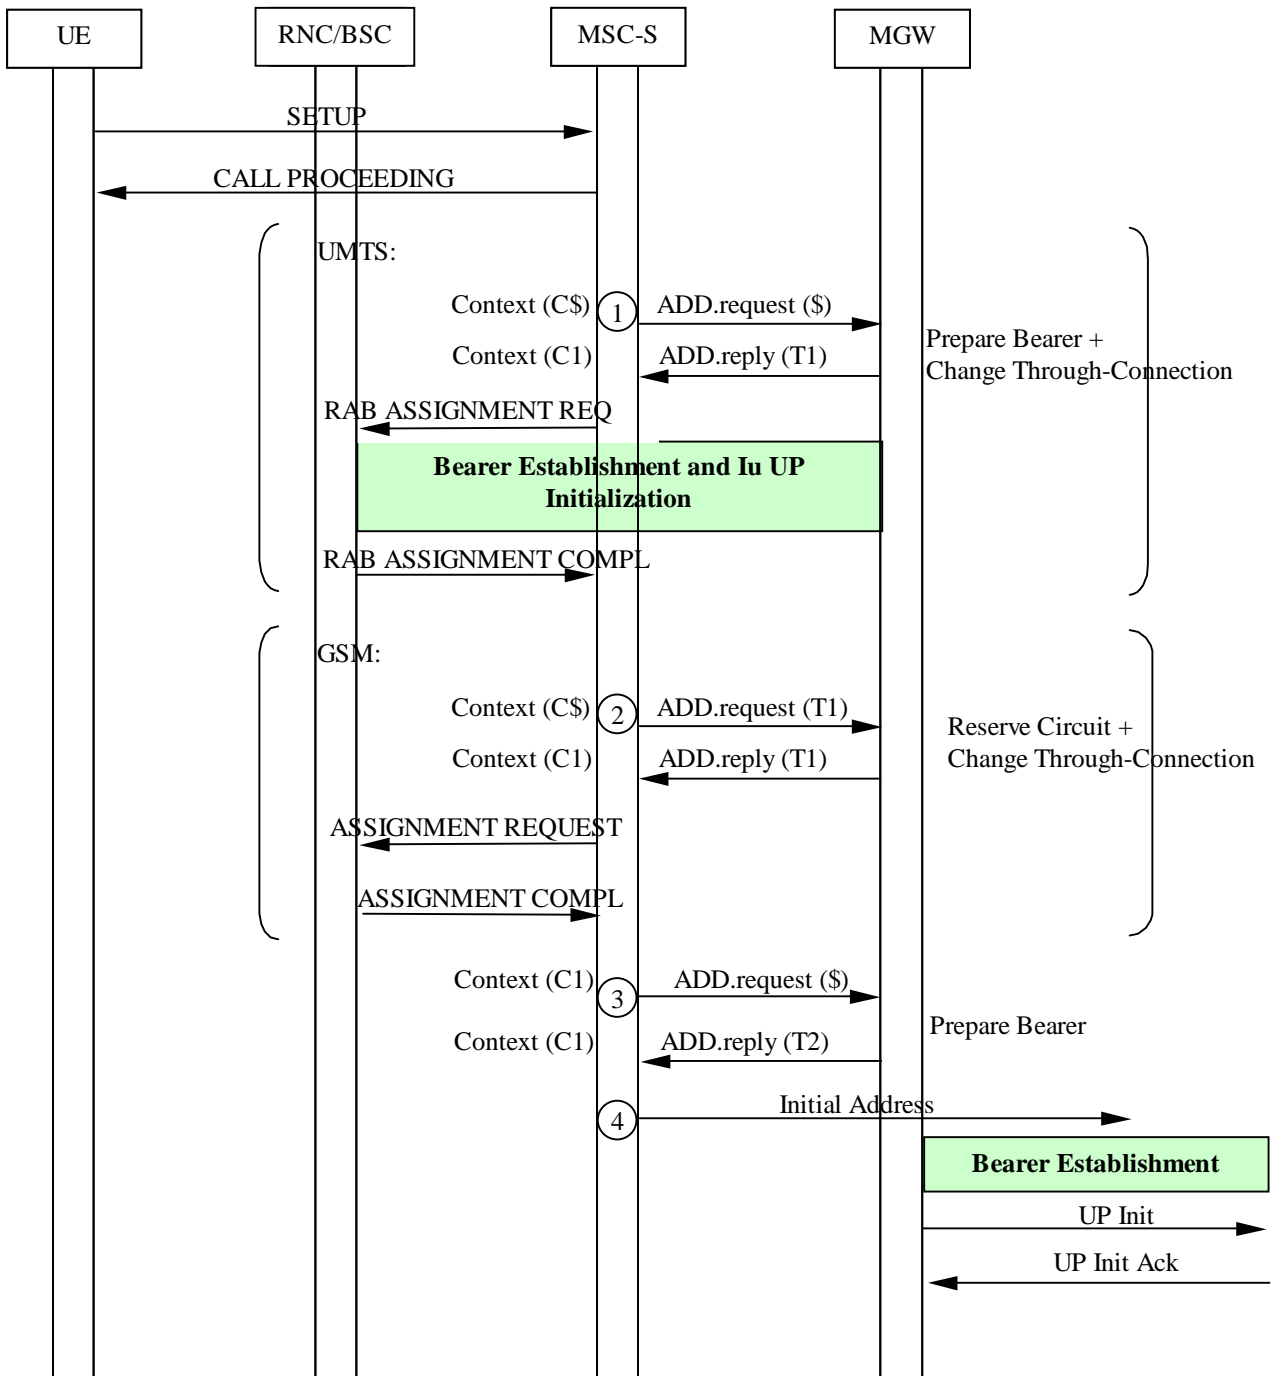 UE
RNC/BSC
MSC-S
MGW
SETUP
CALL PROCEEDING
UMTS:
Context (C$)
1
ADD.request ($)
Prepare Bearer +
Change Through-Connection
Context (C1)
ADD.reply (T1)
RAB ASSIGNMENT REQ
Bearer Establishment and Iu UP
Initialization
RAB ASSIGNMENT COMPL
GSM:
Context (C$)
2
ADD.request (T1)
Reserve Circuit +
Change Through-Connection
Context (C1)
ADD.reply (T1)
ASSIGNMENT REQUEST
ASSIGNMENT COMPL
Context (C1)
3
ADD.request ($)
Prepare Bearer
Context (C1)
ADD.reply (T2)
4
Initial Address
Bearer Establishment
UP Init
UP Init Ack